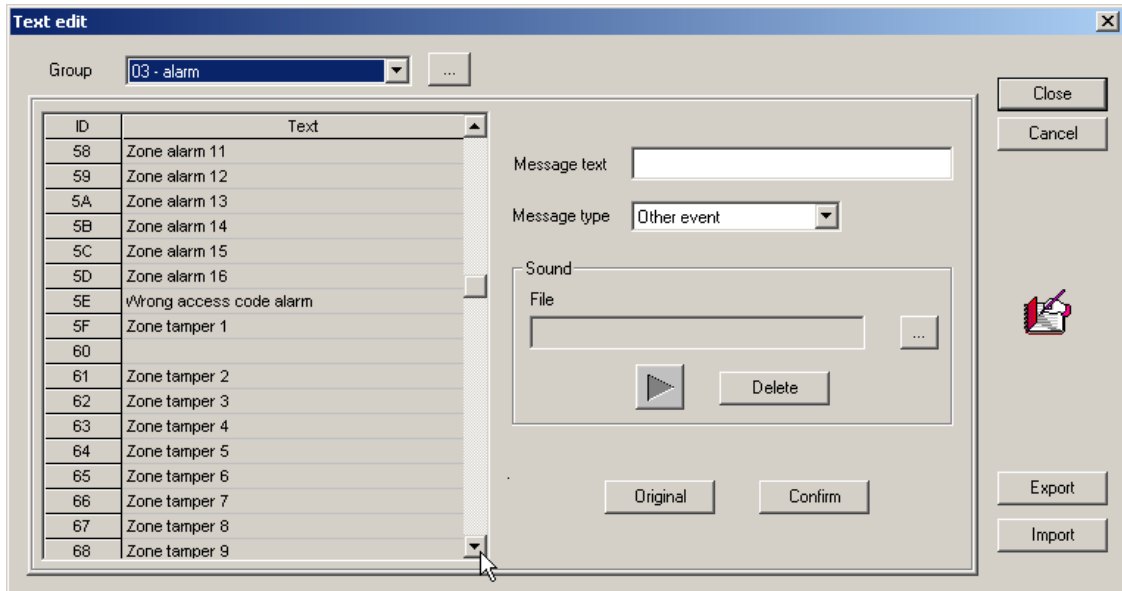 Text edit
Group 03 - alarm ...
Close
Cancel
ID Text
58 Zone alarm 11
59 Zone alarm 12
5A Zone alarm 13
5B Zone alarm 14
5C Zone alarm 15
5D Zone alarm 16
5E Wrong access code alarm
5F Zone tamper 1
60
61 Zone tamper 2
62 Zone tamper 3
63 Zone tamper 4
64 Zone tamper 5
65 Zone tamper 6
66 Zone tamper 7
67 Zone tamper 8
68 Zone tamper 9
Message text
Message type Other event
Sound
File
...
Delete
.
Original Confirm
Export
Import